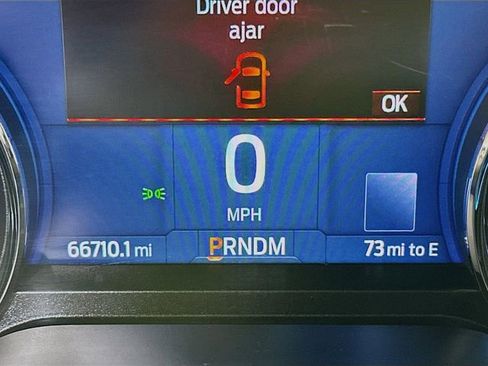 Driver door
ajar
OK
0
MPH
66710.1 mi
PRNDM
73 mi to E